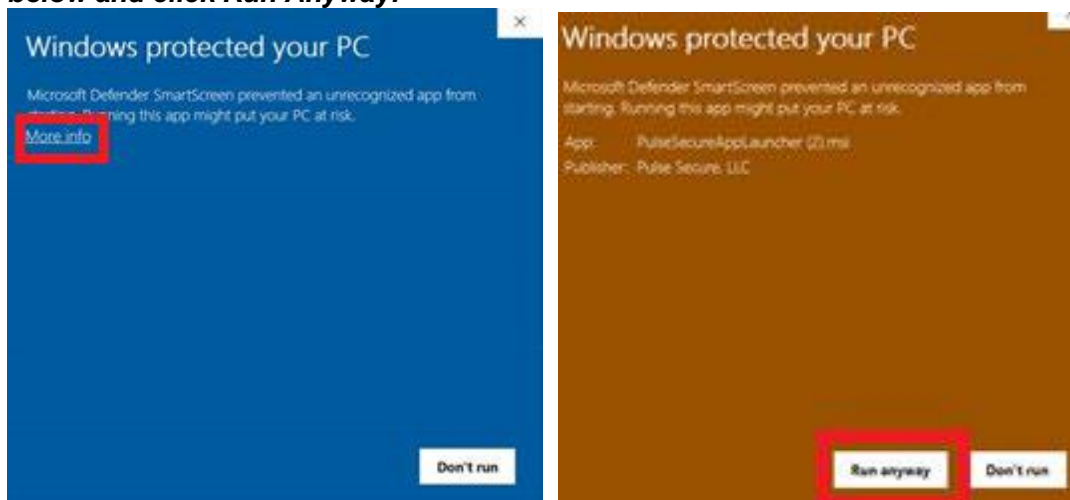 below and click Run Anyway.
Windows protected your PC
Microsoft Defender SmartScreen prevented an unrecognized app from
starting. Running this app might put your PC at risk.
More info
Don't run
Windows protected your PC
Microsoft Defender SmartScreen prevented an unrecognized app from
starting. Running this app might put your PC at risk.
App: PulseSecureAppLauncher (2).msi
Publisher: Pulse Secure, LLC
Run anyway
Don't run